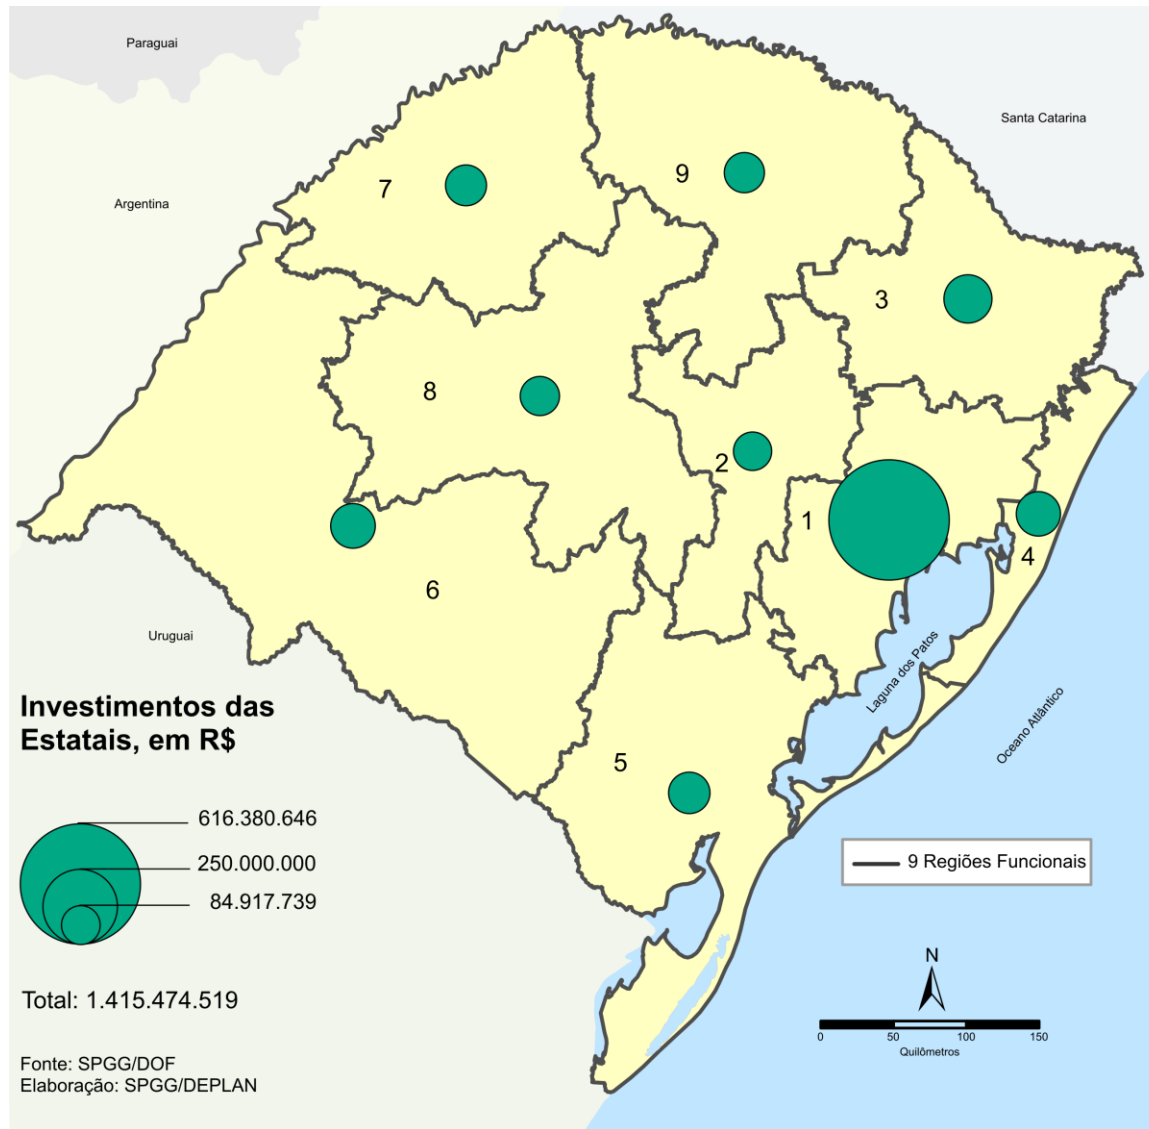 Paraguai
Santa Catarina
Argentina
7
9
3
8
2
1
4
6
Uruguai
Laguna dos Patos
Oceano Atlântico
5
Investimentos das
Estatais, em R$
616.380.646
250.000.000
84.917.739
9 Regiões Funcionais
Total: 1.415.474.519
N
0 50 100 150
Quilômetros
Fonte: SPGG/DOF
Elaboração: SPGG/DEPLAN